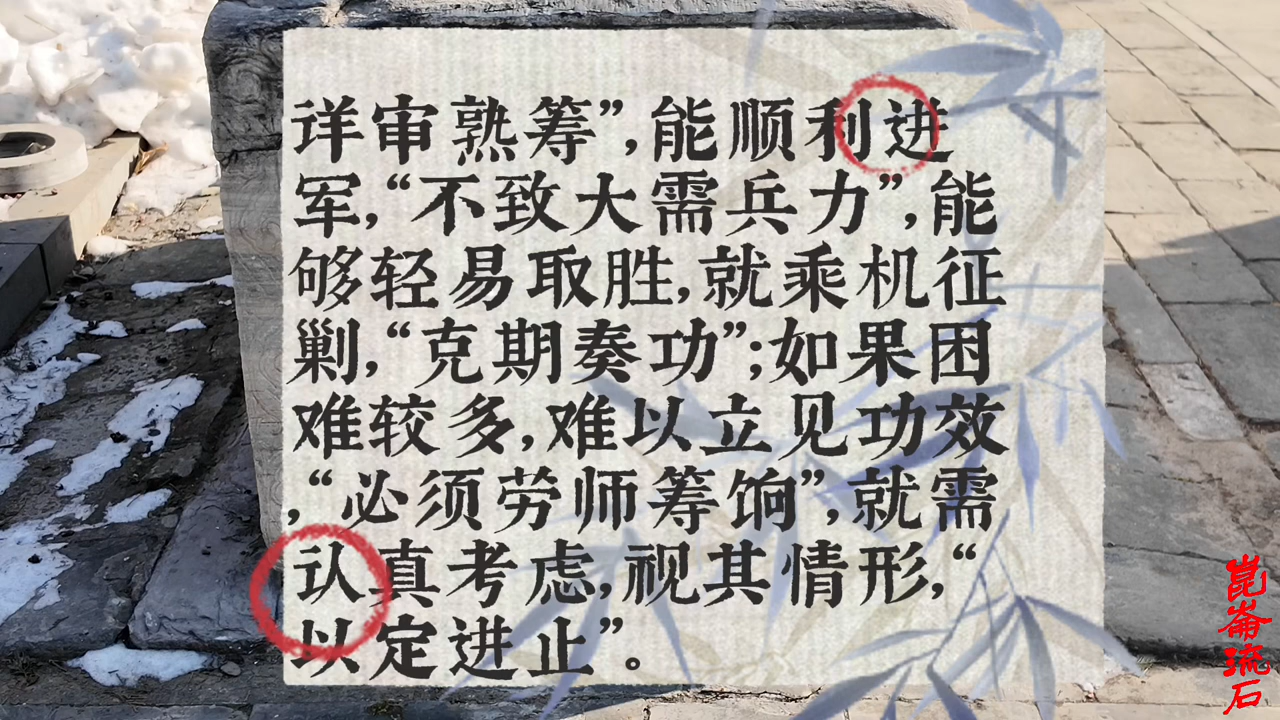 详审熟筹”,能顺利进
军,“不致大需兵力”,能
够轻易取胜,就乘机征
剿,“克期奏功”;如果困
难较多,难以立见功效
,“必须劳师筹饷”,就需
认真考虑,视其情形,“
以定进止”。
崑崙流石